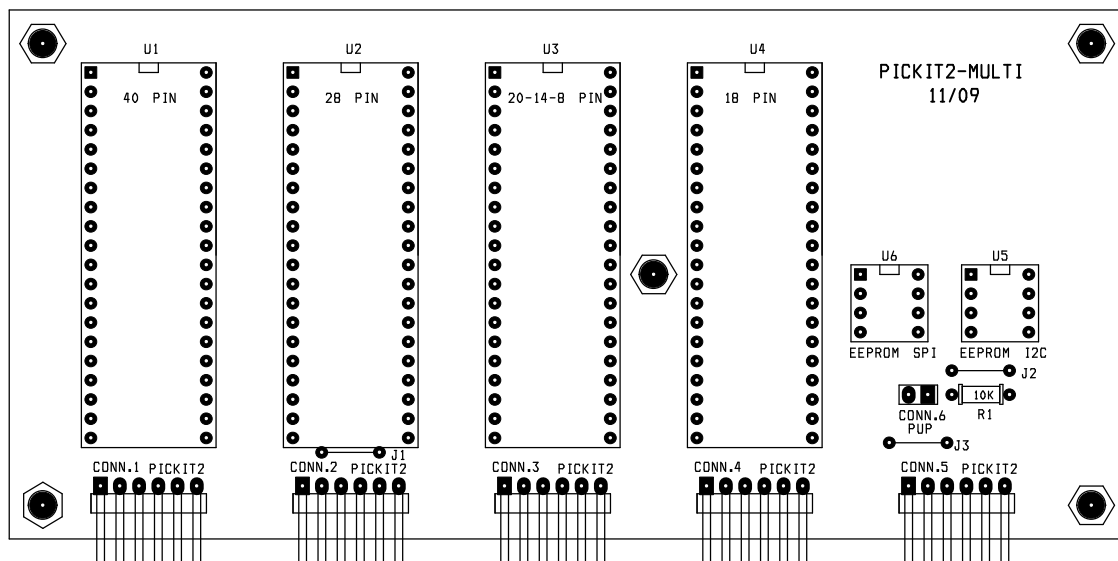 U1
U2
U3
U4
PICKIT2-MULTI
11/09
40 PIN
28 PIN
20-14-8 PIN
18 PIN
U6
U5
EEPROM SPI
EEPROM I2C
J2
10K
R1
CONN.6
PUP
J3
J1
CONN.1 PICKIT2
CONN.2 PICKIT2
CONN.3 PICKIT2
CONN.4 PICKIT2
CONN.5 PICKIT2